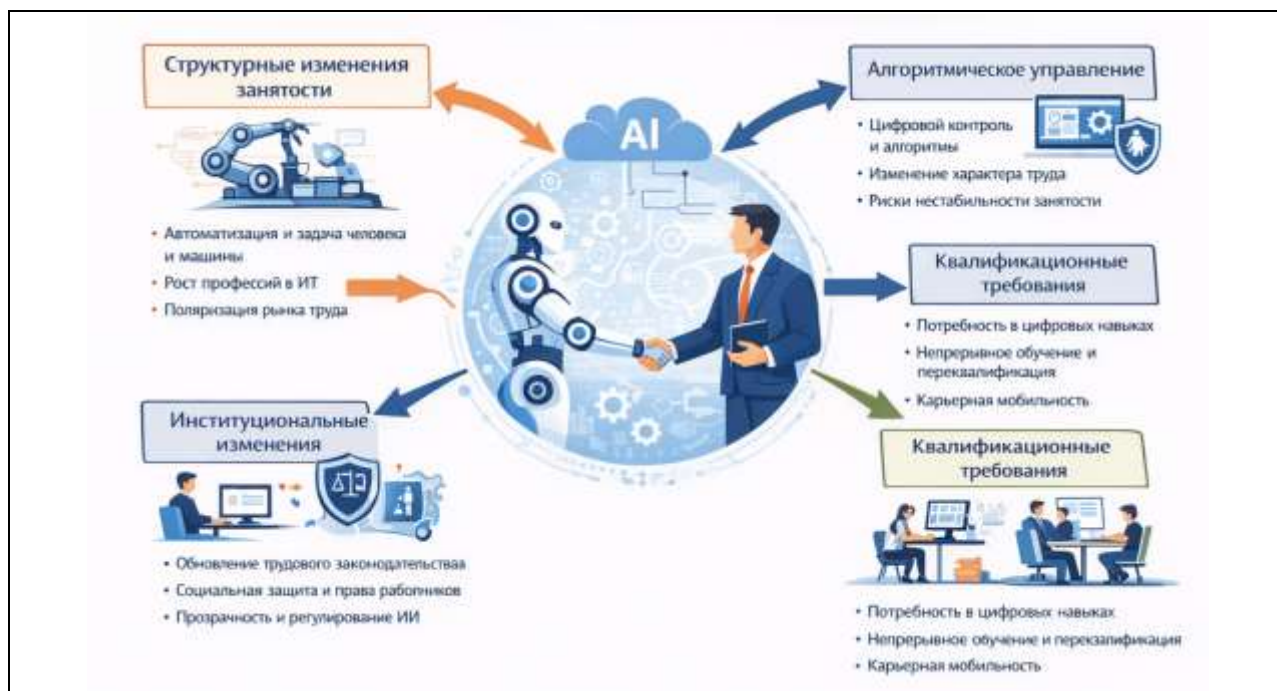 Структурные изменения
занятости
• Автоматизация и задача человека
и машины
• Рост профессий в ИТ
• Поляризация рынка труда
Институциональные
изменения
• Обновление трудового законодательства
• Социальная защита и права работников
• Прозрачность и регулирование ИИ
AI
Алгоритмическое управление
• Цифровой контроль
и алгоритмы
• Изменение характера труда
• Риски нестабильности занятости
Квалификационные
требования
• Потребность в цифровых навыках
• Непрерывное обучение и
переквалификация
• Карьерная мобильность
Квалификационные
требования
• Потребность в цифровых навыках
• Непрерывное обучение и переквалификация
• Карьерная мобильность